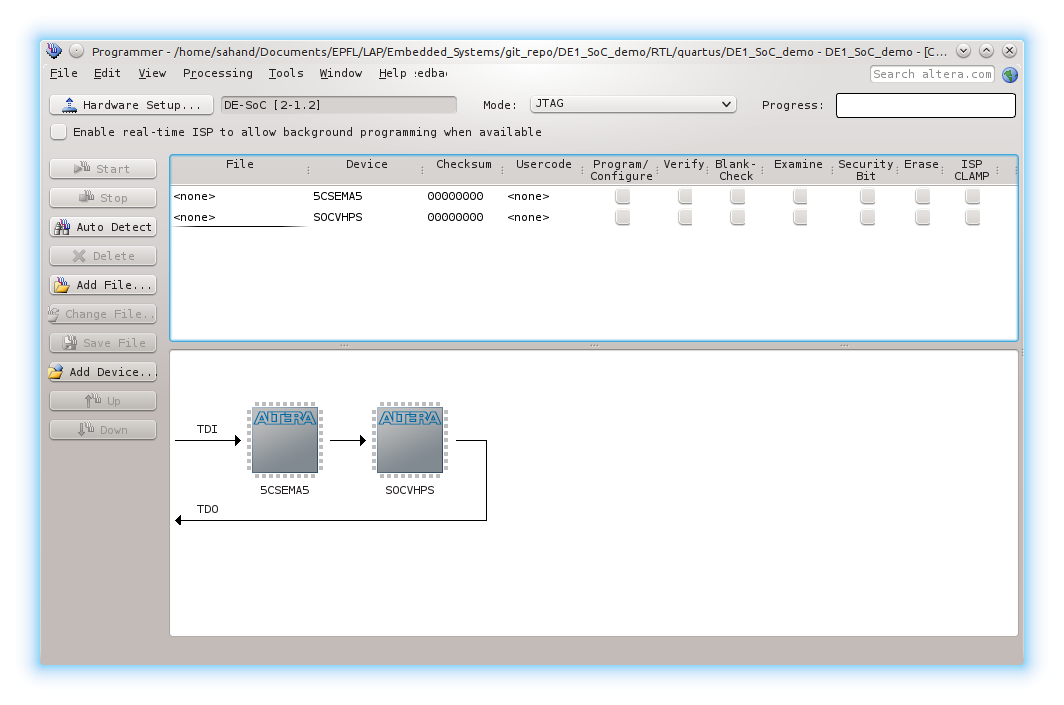 Programmer - /home/sahand/Documents/EPFL/LAP/Embedded_Systems/git_repo/DE1_SoC_demo/RTL/quartus/DE1_SoC_demo - DE1_SoC_demo - [C...
File Edit View Processing Tools Window Help :edba
Search altera.com
Hardware Setup... DE-SoC [2-1.2] Mode: JTAG Progress:
Enable real-time ISP to allow background programming when available
Start
Stop
Auto Detect
Delete
Add File...
Change File..
Save File
Add Device..
Up
Down
File Device Checksum Usercode Program/ Configure Verify Blank- Check Examine Security Bit Erase ISP CLAMP
<none> 5CSEMA5 00000000 <none>
<none> SOCVHPS 00000000 <none>
ALTERA ALTERA
TDI
5CSEMA5 SOCVHPS
TDO